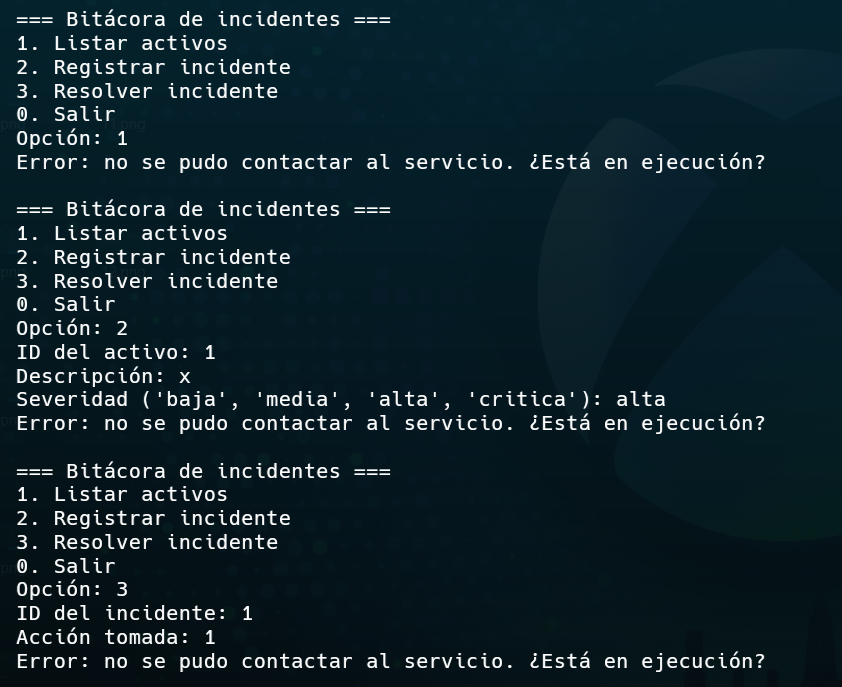 === Bitácora de incidentes ===
1. Listar activos
2. Registrar incidente
3. Resolver incidente
0. Salir
Opción: 1
Error: no se pudo contactar al servicio. ¿Está en ejecución?
=== Bitácora de incidentes ===
1. Listar activos
2. Registrar incidente
3. Resolver incidente
0. Salir
Opción: 2
ID del activo: 1
Descripción: x
Severidad ('baja', 'media', 'alta', 'critica'): alta
Error: no se pudo contactar al servicio. ¿Está en ejecución?
=== Bitácora de incidentes ===
1. Listar activos
2. Registrar incidente
3. Resolver incidente
0. Salir
Opción: 3
ID del incidente: 1
Acción tomada: 1
Error: no se pudo contactar al servicio. ¿Está en ejecución?